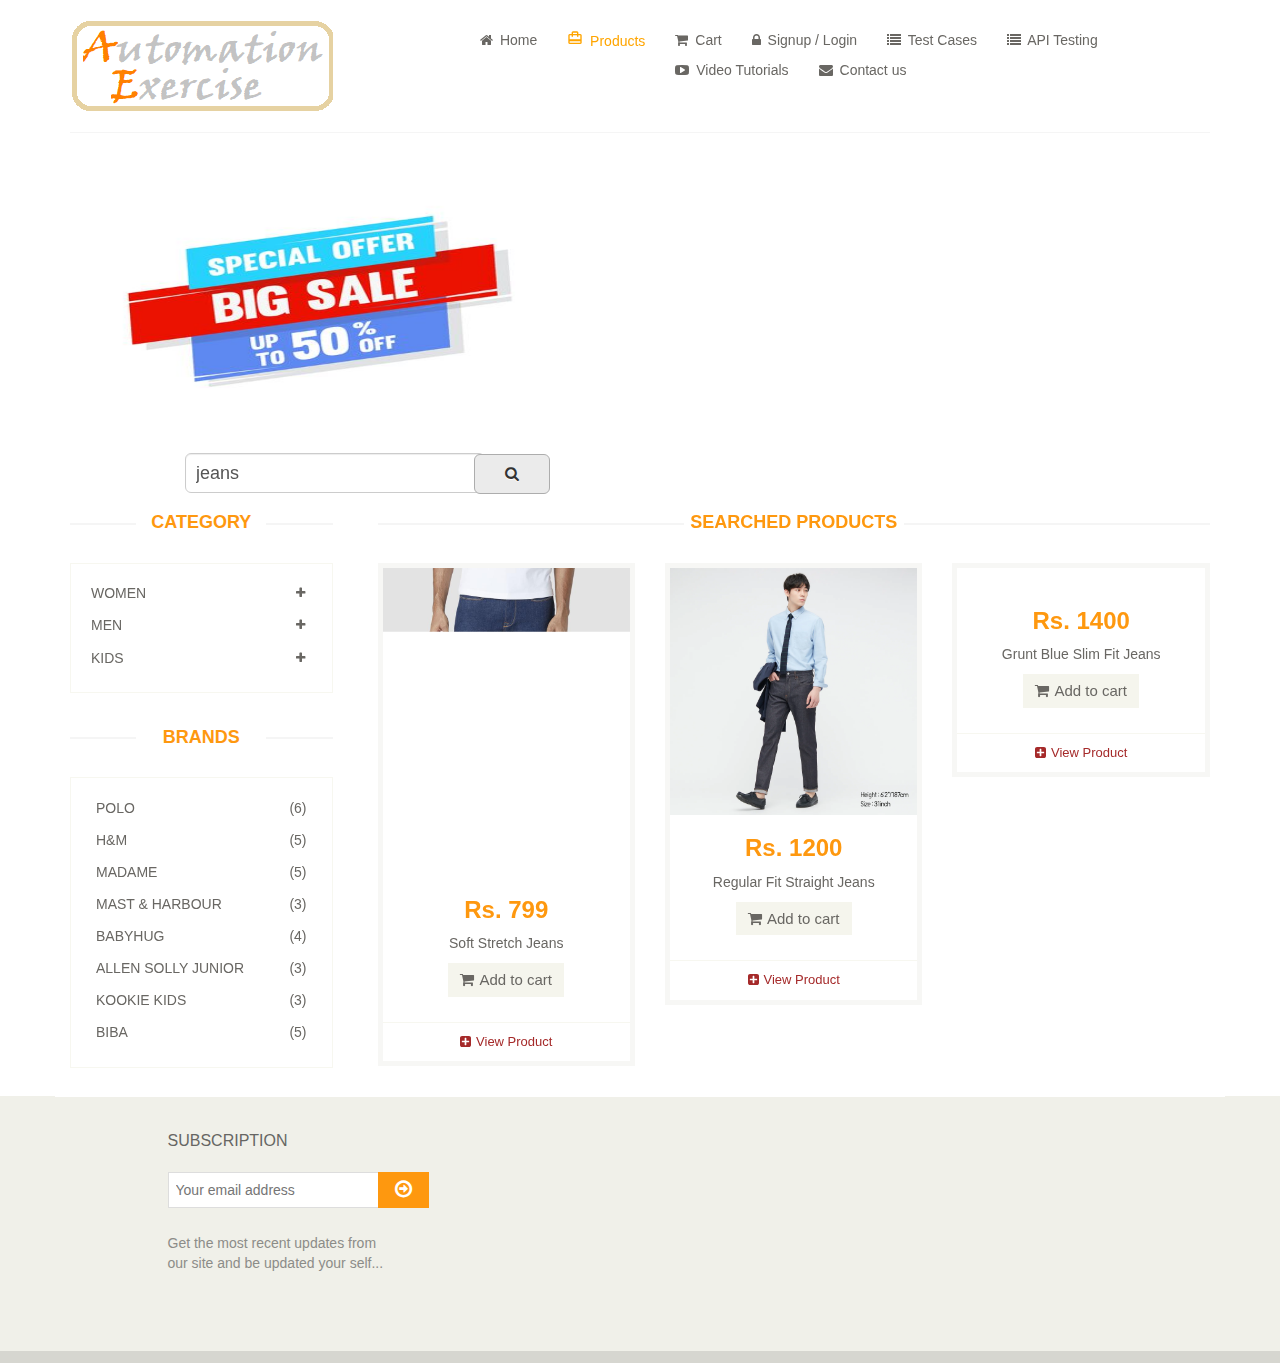 Automation
Exercise
Home
Products
Cart
Signup / Login
Test Cases
API Testing
Video Tutorials
Contact us
SPECIAL OFFER
BIG SALE
UP TO 50% OFF
jeans
CATEGORY
WOMEN
MEN
KIDS
BRANDS
POLO (6)
H&M (5)
MADAME (5)
MAST & HARBOUR (3)
BABYHUG (4)
ALLEN SOLLY JUNIOR (3)
KOOKIE KIDS (3)
BIBA (5)
SEARCHED PRODUCTS
Rs. 799
Soft Stretch Jeans
Add to cart
View Product
Height : 6'2"/187cm
Size : 31inch
Rs. 1200
Regular Fit Straight Jeans
Add to cart
View Product
Rs. 1400
Grunt Blue Slim Fit Jeans
Add to cart
View Product
SUBSCRIPTION
Your email address
Get the most recent updates from
our site and be updated your self...